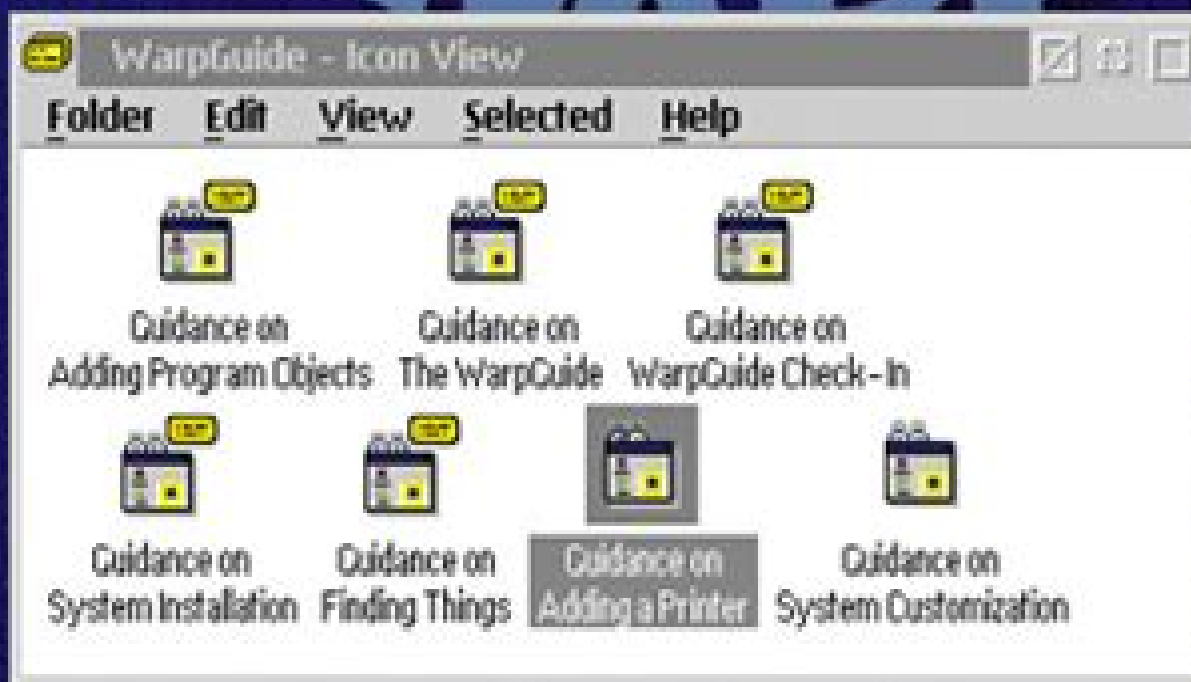 WarpGuide - Icon View
Folder Edit View Selected Help
Guidance on
Adding Program Objects
Guidance on
The WarpGuide
Guidance on
WarpGuide Check-In
Guidance on
System Installation
Guidance on
Finding Things
Guidance on
Adding a Printer
Guidance on
System Customization